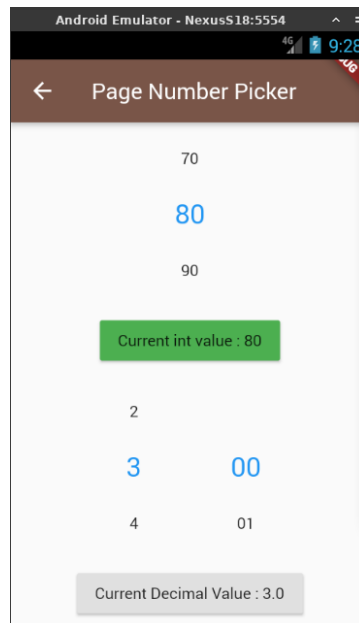 Android Emulator - NexusS18:5554
4G 9:28
Page Number Picker
70
80
90
Current int value : 80
2
3 00
4 01
Current Decimal Value : 3.0